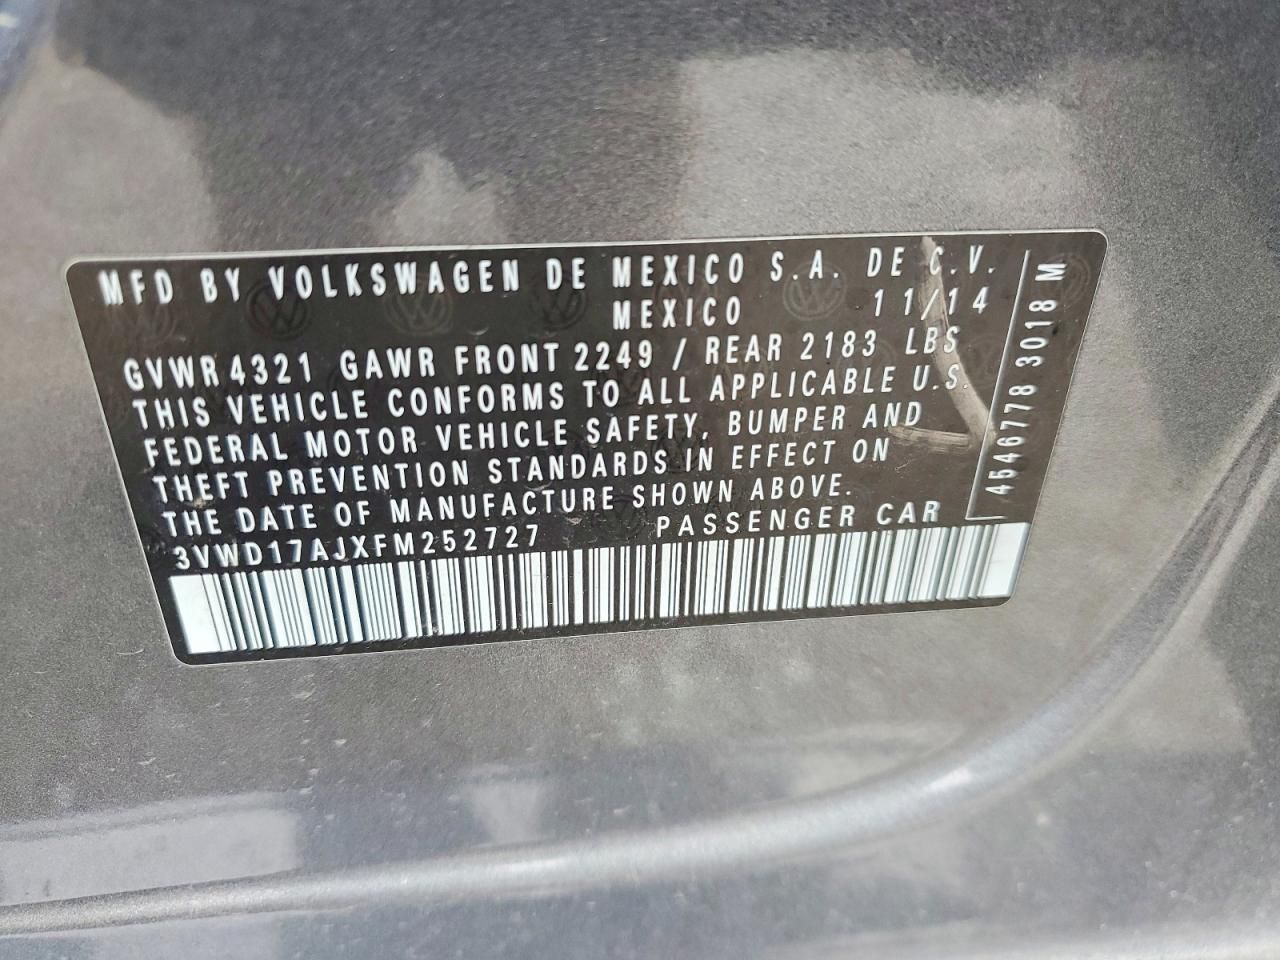 MFD BY VOLKSWAGEN DE MEXICO S.A. DE C.V.
MEXICO 11/14
GVWR 4321 GAWR FRONT 2249 / REAR 2183 LBS
THIS VEHICLE CONFORMS TO ALL APPLICABLE U.S.
FEDERAL MOTOR VEHICLE SAFETY, BUMPER AND
THEFT PREVENTION STANDARDS IN EFFECT ON
THE DATE OF MANUFACTURE SHOWN ABOVE.
3VWD17AJXFM252727 PASSENGER CAR
4546778 3018 M